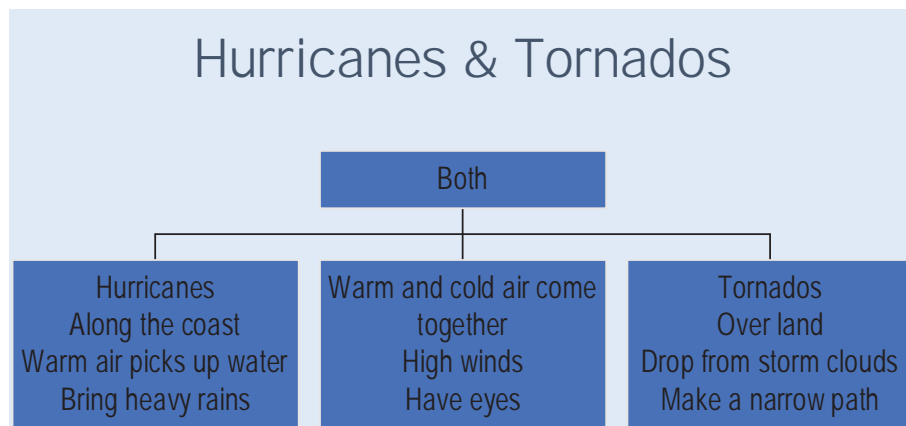 Hurricanes & Tornados
Both
Hurricanes
Along the coast
Warm air picks up water
Bring heavy rains
Warm and cold air come
together
High winds
Have eyes
Tornados
Over land
Drop from storm clouds
Make a narrow path